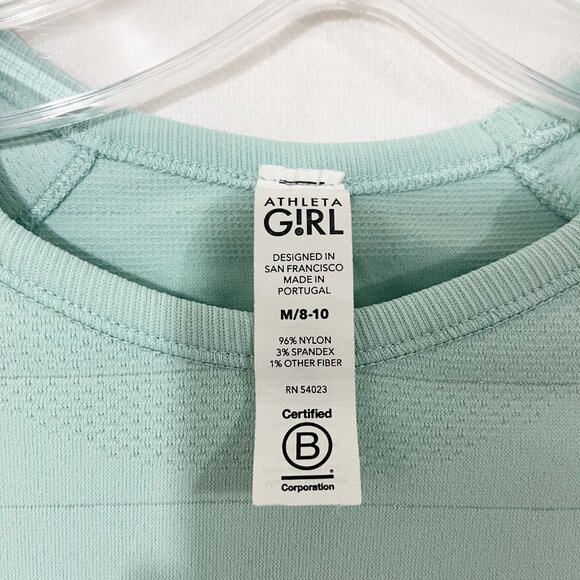 ATHLETA
G!RL
DESIGNED IN
SAN FRANCISCO
MADE IN
PORTUGAL
M/8-10
96% NYLON
3% SPANDEX
1% OTHER FIBER
RN 54023
Certified
B
Corporation